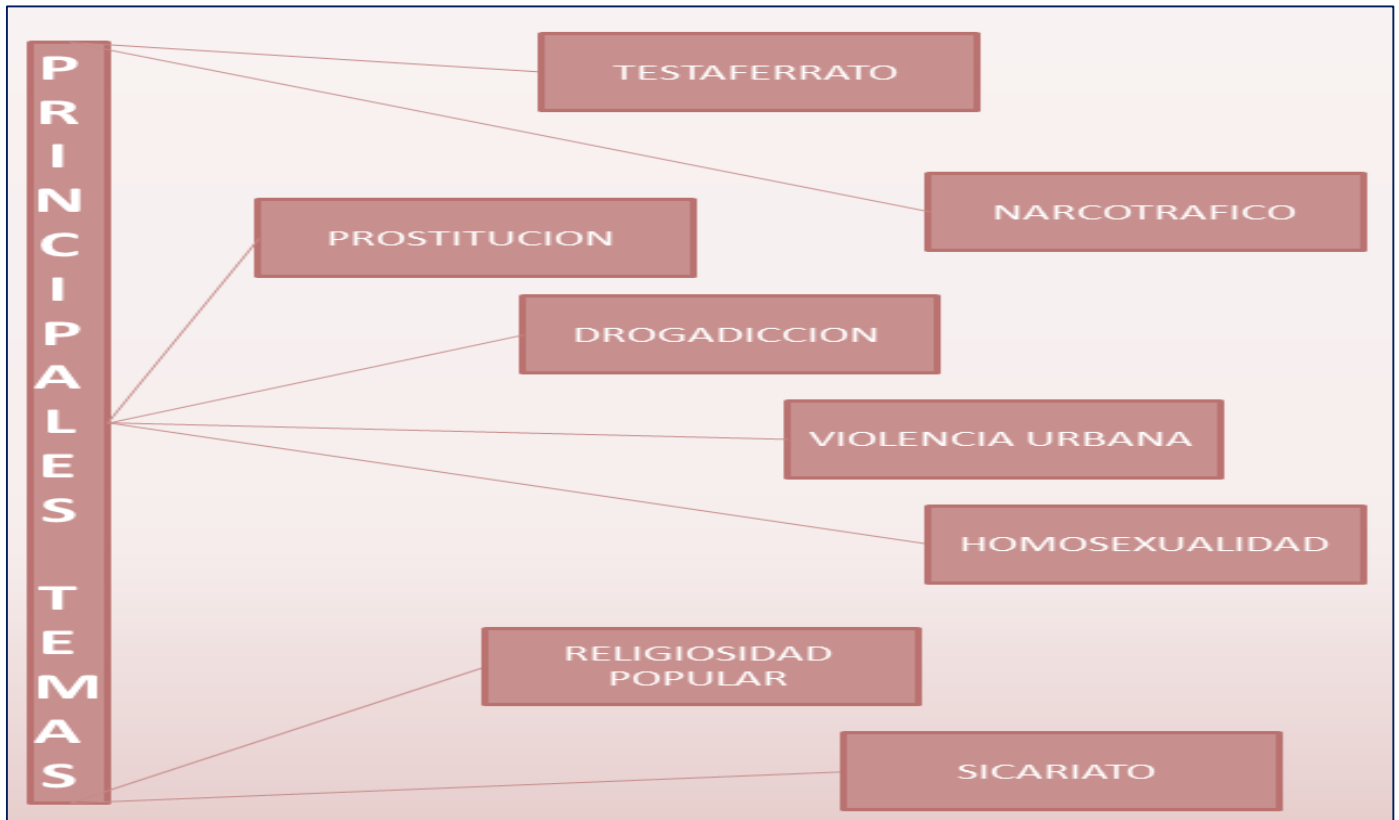 PRINCIPALES TEMAS
TESTAFERRATO
NARCOTRAFICO
PROSTITUCION
DROGADICCION
VIOLENCIA URBANA
HOMOSEXUALIDAD
RELIGIOSIDAD
POPULAR
SICARIATO